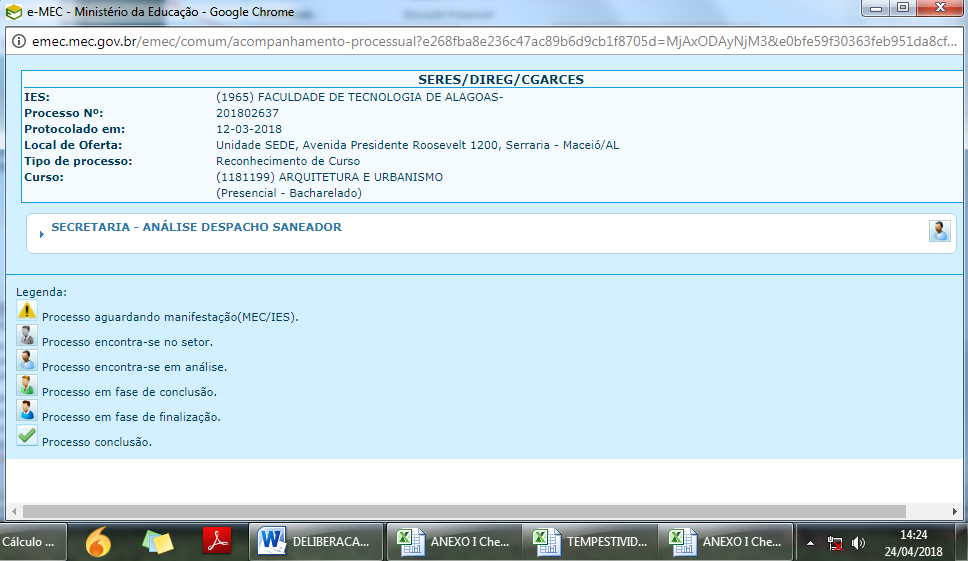 e-MEC - Ministério da Educação - Google Chrome
emec.mec.gov.br/emec/comum/acompanhamento-processual?e268fba8e236c47ac89b6d9cb1f8705d=MjAxODAyNjM3&e0bfe59f30363feb951da8cf...
SERES/DIREG/CGARCES
IES: (1965) FACULDADE DE TECNOLOGIA DE ALAGOAS-
Processo Nº: 201802637
Protocolado em: 12-03-2018
Local de Oferta: Unidade SEDE, Avenida Presidente Roosevelt 1200, Serraria - Maceió/AL
Tipo de processo: Reconhecimento de Curso
Curso: (1181199) ARQUITETURA E URBANISMO
(Presencial - Bacharelado)
SECRETARIA - ANÁLISE DESPACHO SANEADOR
Legenda:
Processo aguardando manifestação(MEC/IES).
Processo encontra-se no setor.
Processo encontra-se em análise.
Processo em fase de conclusão.
Processo em fase de finalização.
Processo conclusão.
Cálculo ... DELIBERACA... ANEXO I Che... TEMPESTIVID... ANEXO I Che... 14:24
24/04/2018